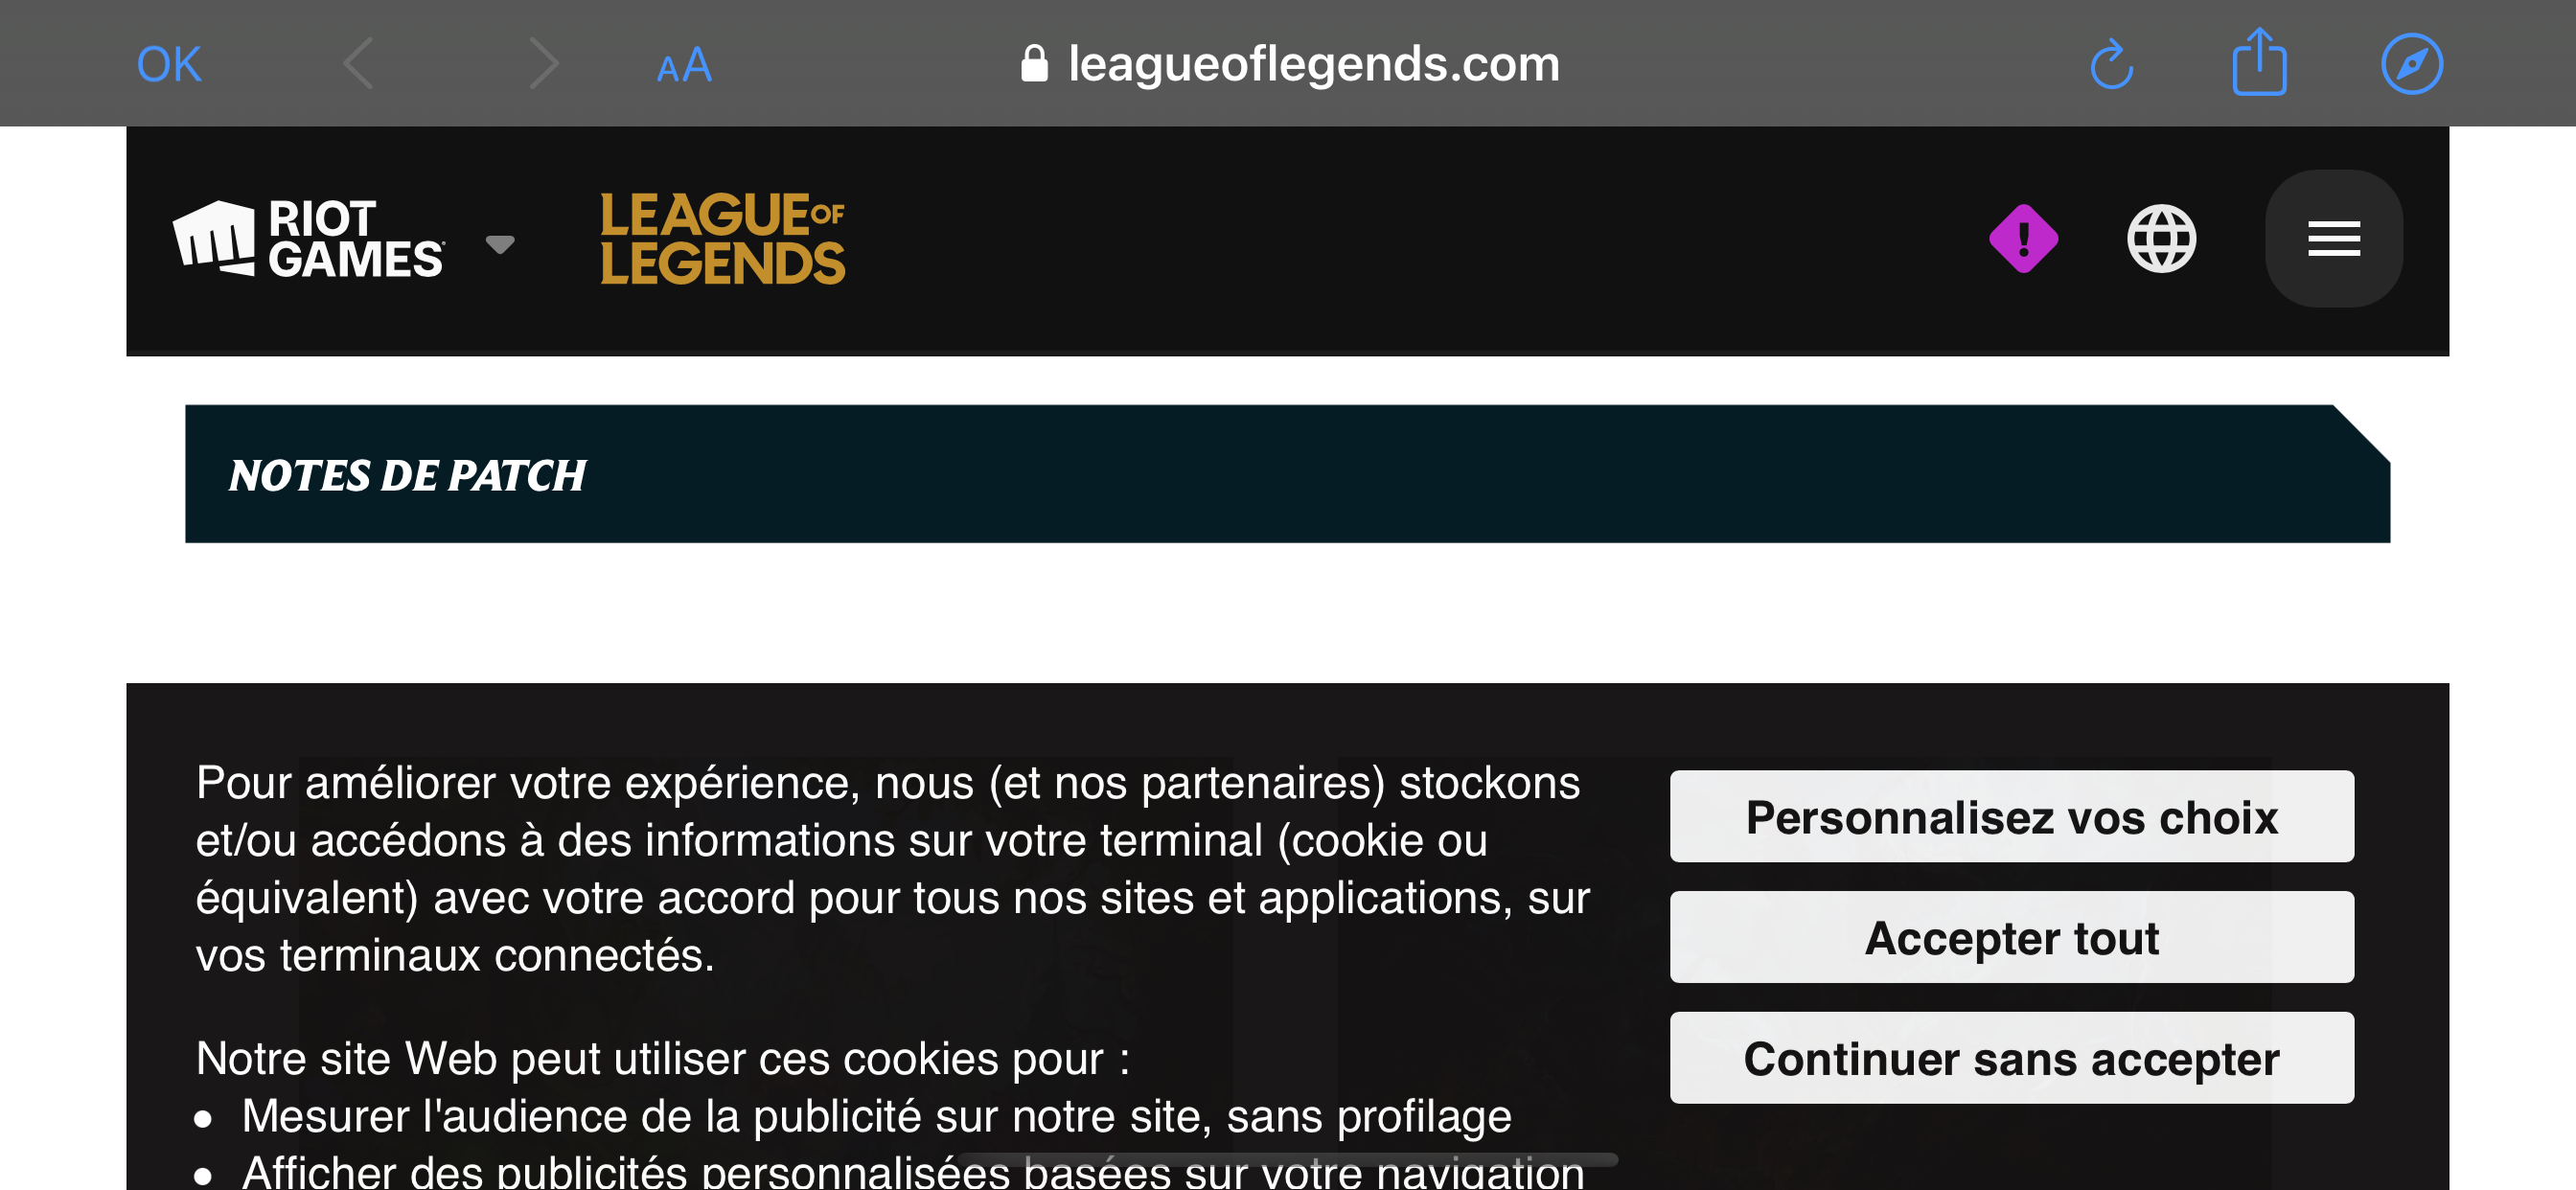 OK
AA
leagueoflegends.com
RIOT
GAMES
LEAGUE OF
LEGENDS
NOTES DE PATCH
Pour améliorer votre expérience, nous (et nos partenaires) stockons
et/ou accédons à des informations sur votre terminal (cookie ou
équivalent) avec votre accord pour tous nos sites et applications, sur
vos terminaux connectés.
Notre site Web peut utiliser ces cookies pour :
• Mesurer l'audience de la publicité sur notre site, sans profilage
• Afficher des publicités personnalisées basées sur votre navigation
Personnalisez vos choix
Accepter tout
Continuer sans accepter